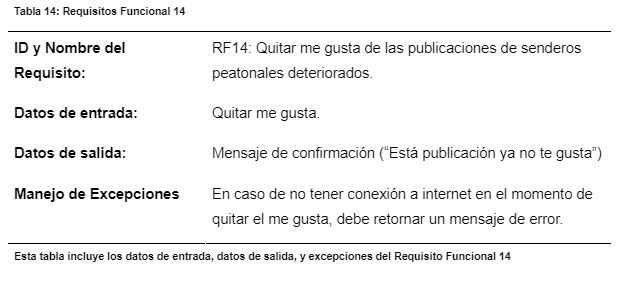 Tabla 14: Requisitos Funcional 14
ID y Nombre del Requisito:
RF14: Quitar me gusta de las publicaciones de senderos
peatonales deteriorados.
Datos de entrada:
Quitar me gusta.
Datos de salida:
Mensaje de confirmación (“Está publicación ya no te gusta”)
Manejo de Excepciones
En caso de no tener conexión a internet en el momento de
quitar el me gusta, debe retornar un mensaje de error.
Esta tabla incluye los datos de entrada, datos de salida, y excepciones del Requisito Funcional 14